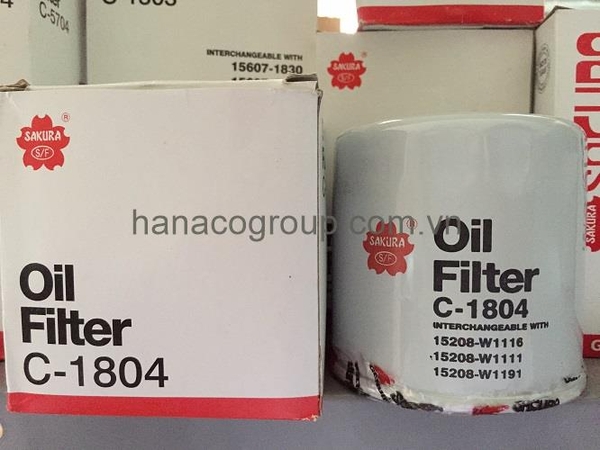 C-5704
C-1803
INTERCHANGEABLE WITH
15607-1830
SAKURA
®
S/F
Oil
Filter
C-1804
hanacogroup.com.vn
SAKURA
S/F
Oil
Filter
C-1804
INTERCHANGEABLE WITH
15208-W1116
15208-W1111
15208-W1191
SAKURA